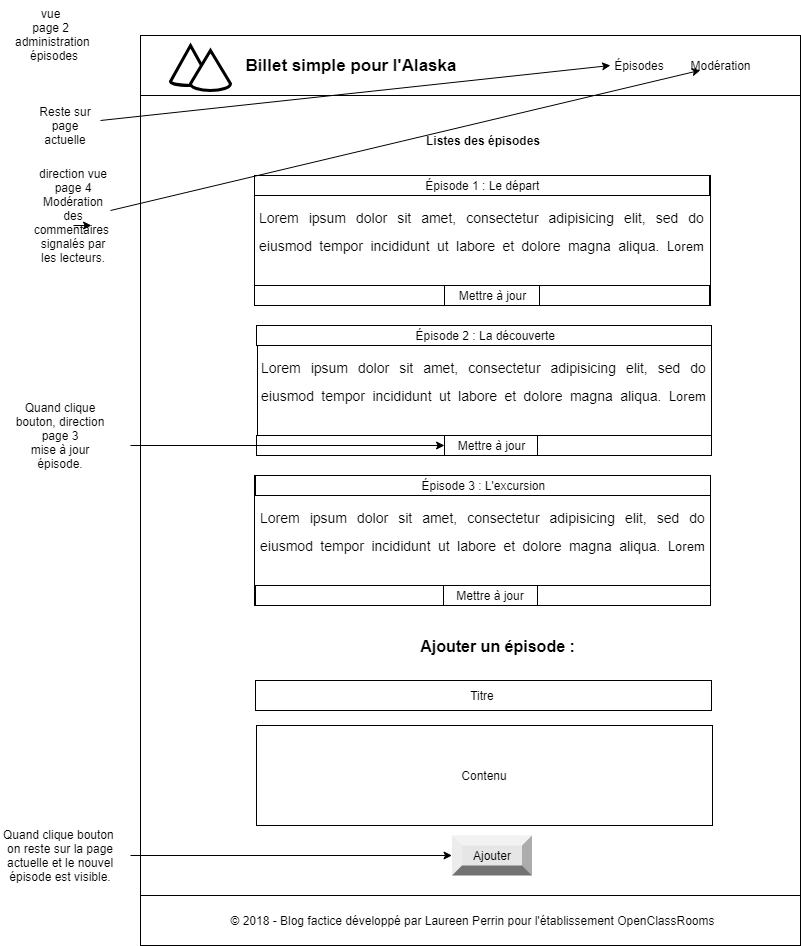 vue
page 2
administration
épisodes
Billet simple pour l'Alaska
Épisodes
Modération
Reste sur
page
actuelle
Listes des épisodes
direction vue
page 4
Modération
des
commentaires
signalés par
les lecteurs.
Épisode 1 : Le départ
Lorem ipsum dolor sit amet, consectetur adipisicing elit, sed do
eiusmod tempor incididunt ut labore et dolore magna aliqua. Lorem
Mettre à jour
Épisode 2 : La découverte
Lorem ipsum dolor sit amet, consectetur adipisicing elit, sed do
eiusmod tempor incididunt ut labore et dolore magna aliqua. Lorem
Quand clique
bouton, direction
page 3
mise à jour
épisode.
Mettre à jour
Épisode 3 : L'excursion
Lorem ipsum dolor sit amet, consectetur adipisicing elit, sed do
eiusmod tempor incididunt ut labore et dolore magna aliqua. Lorem
Mettre à jour
Ajouter un épisode :
Titre
Contenu
Quand clique bouton
on reste sur la page
actuelle et le nouvel
épisode est visible.
Ajouter
© 2018 - Blog factice développé par Laureen Perrin pour l'établissement OpenClassRooms